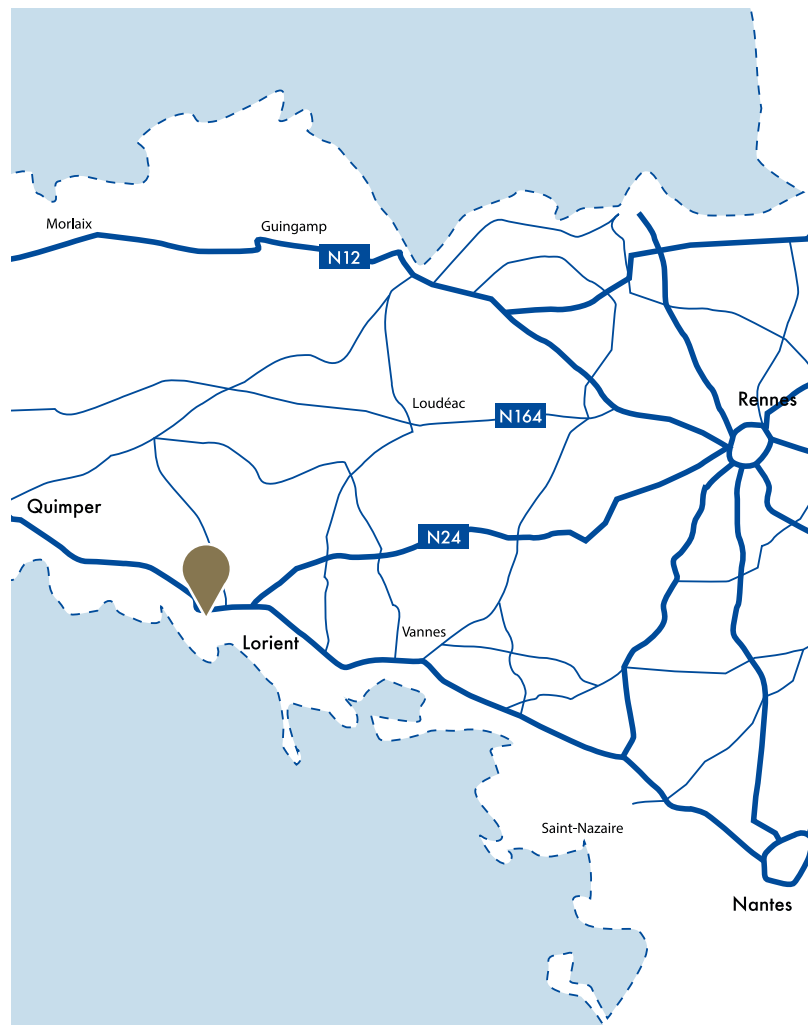 Morlaix
Guingamp
N12
Rennes
Loudéac
N164
Quimper
N24
Lorient
Vannes
Saint-Nazaire
Nantes